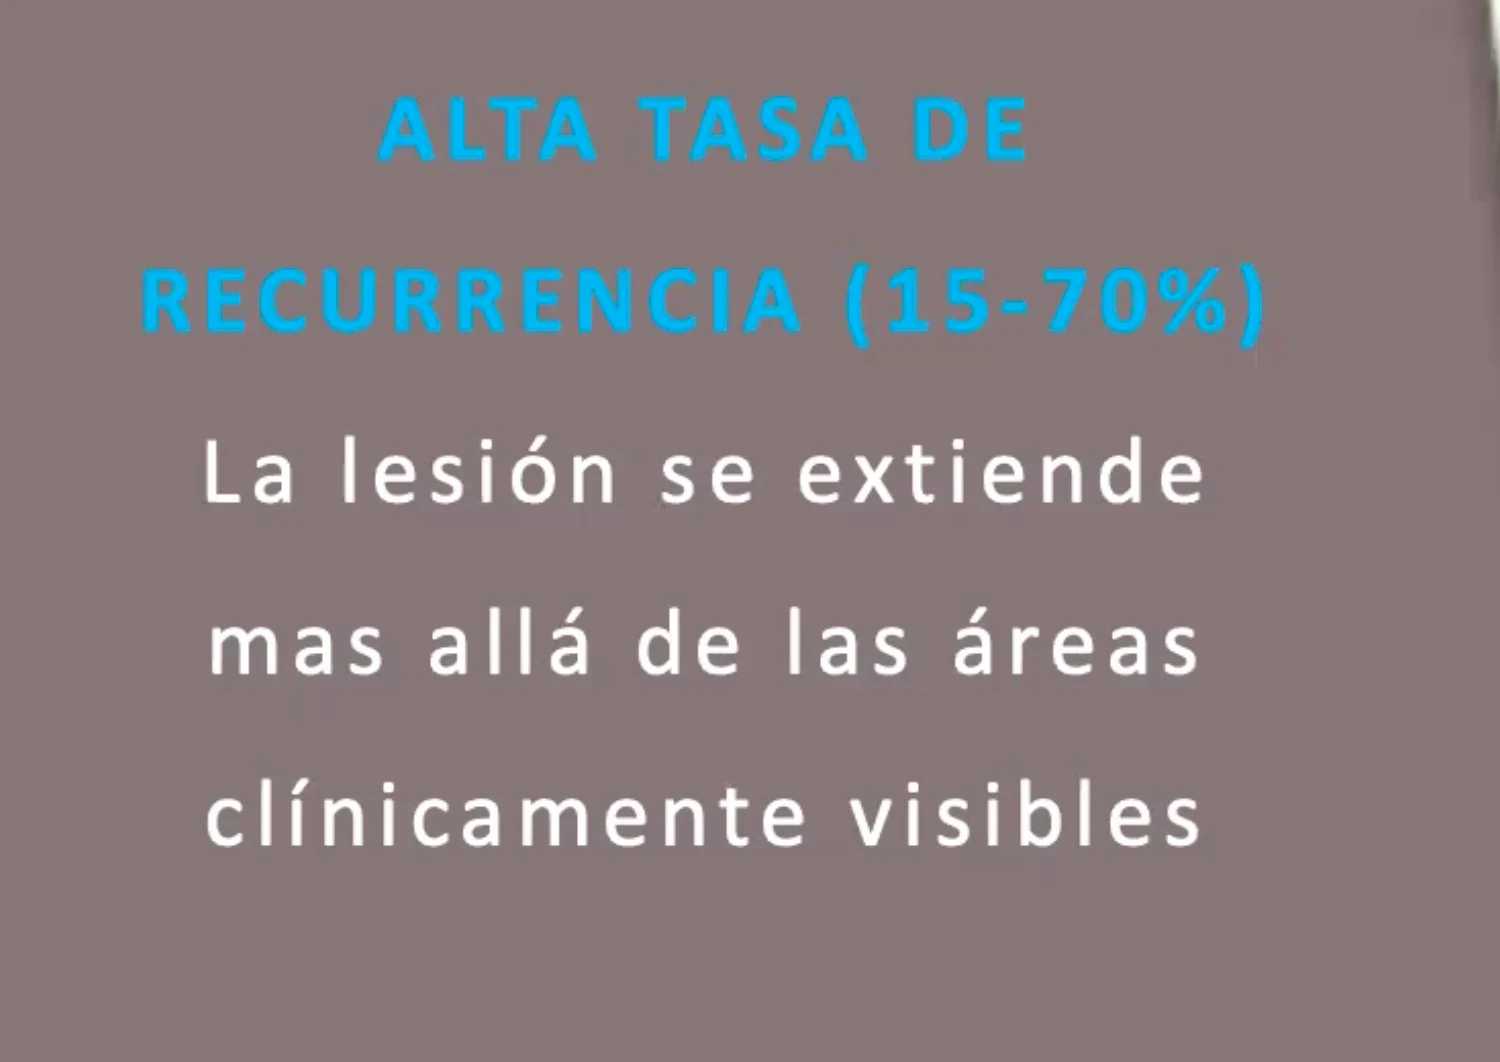 ALTA TASA DE
RECURRENCIA (15-70%)
La lesión se extiende
mas allá de las áreas
clínicamente visibles